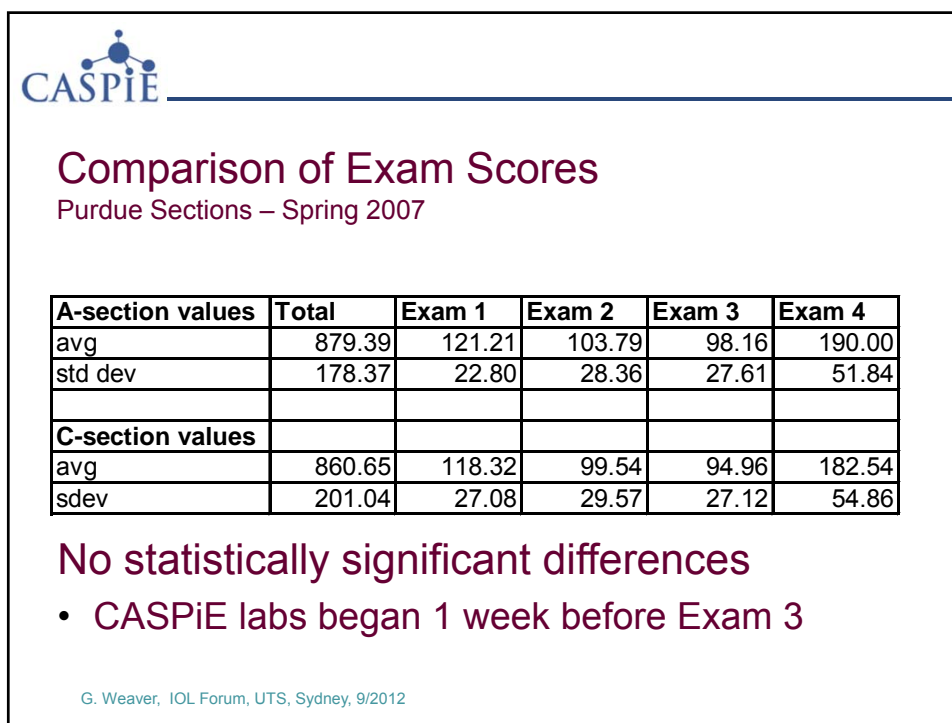 CASPiE
Comparison of Exam Scores
Purdue Sections – Spring 2007
A-section values Total Exam 1 Exam 2 Exam 3 Exam 4
avg 879.39 121.21 103.79 98.16 190.00
std dev 178.37 22.80 28.36 27.61 51.84
C-section values
avg 860.65 118.32 99.54 94.96 182.54
sdev 201.04 27.08 29.57 27.12 54.86
No statistically significant differences
• CASPiE labs began 1 week before Exam 3
G. Weaver, IOL Forum, UTS, Sydney, 9/2012